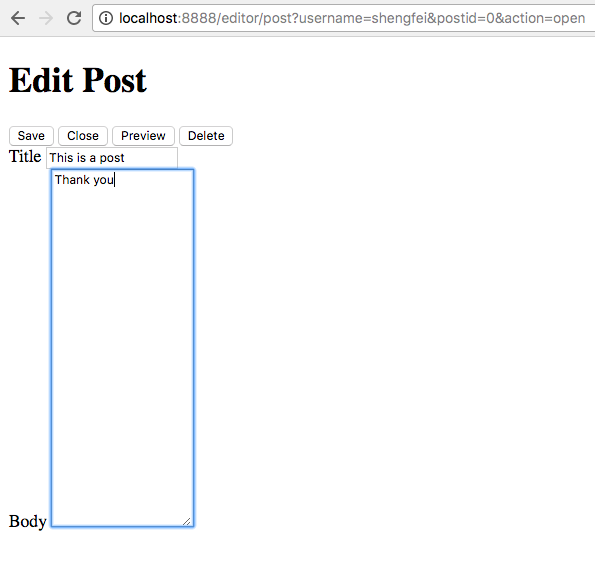 localhost:8888/editor/post?username=shengfei&postid=0&action=open
Edit Post
Save Close Preview Delete
Title This is a post
Thank you
Body